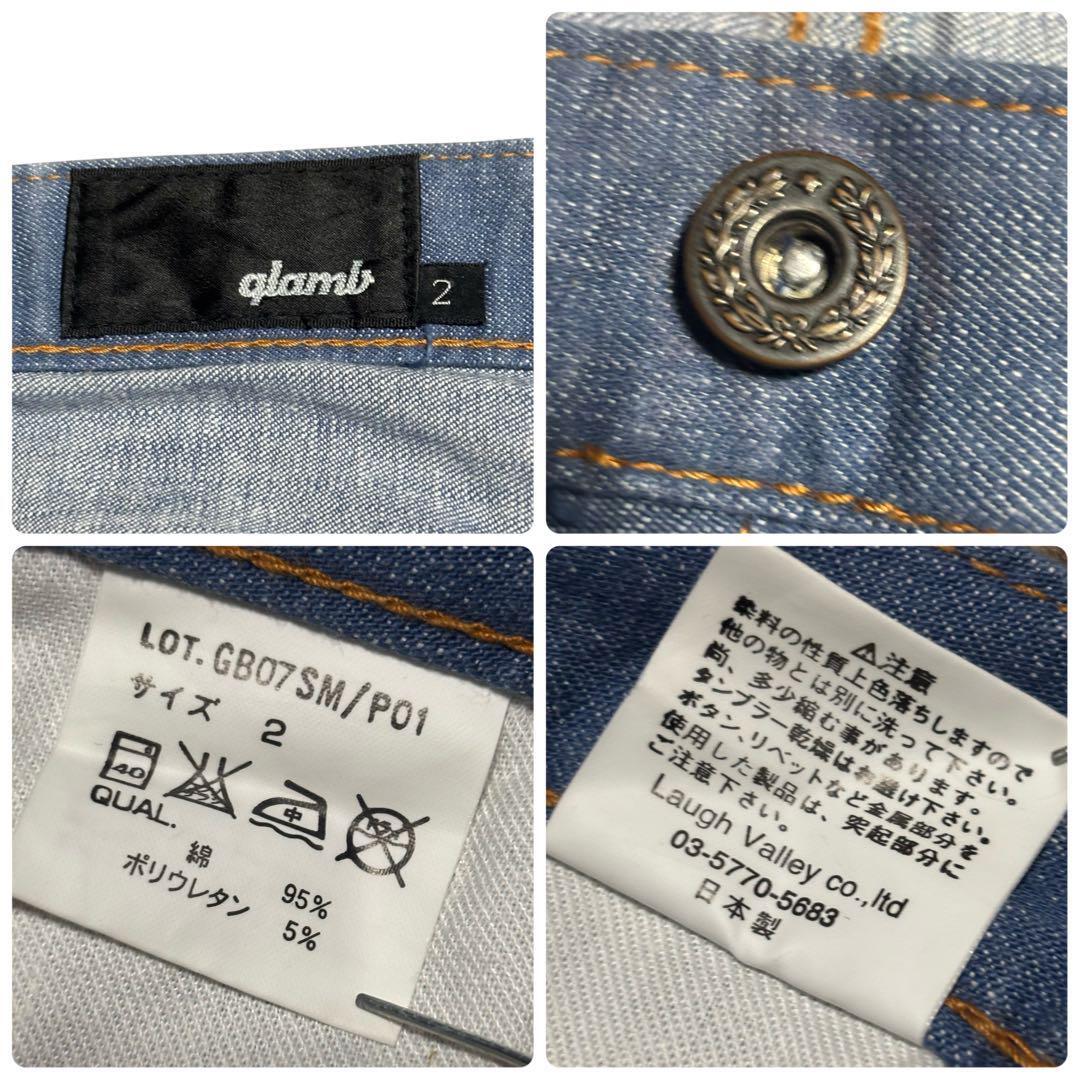 glamb
2
LOT. GB07SM/P01
サイズ 2
40
中
QUAL.
綿 95%
ポリウレタン 5%
⚠注意
染料の性質上色落ちしますので
他の物とは別に洗って下さい。
尚、多少縮む事があります。
タンブラー乾燥はお避け下さい。
ボタン.リベットなど金属部分を
使用した製品は、突起部分に
ご注意下さい。
Laugh Valley co.,ltd
03-5770-5683
日本製